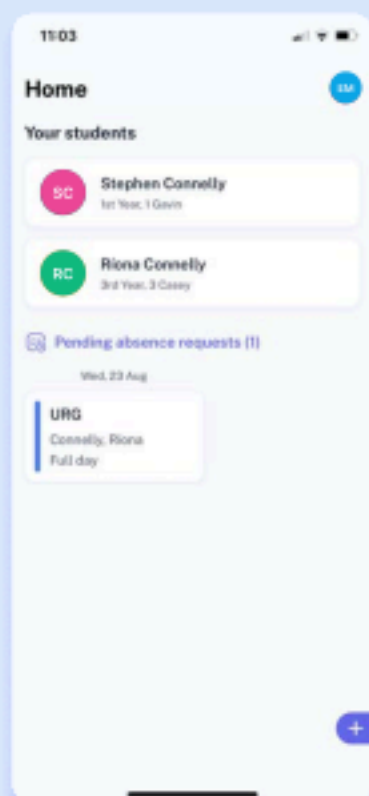 11:03
Home
Your students
SC
Stephen Connelly
1st Year, 1 Gavin
RC
Riona Connelly
3rd Year, 3 Casey
Pending absence requests (1)
Wed, 23 Aug
URG
Connelly, Riona
Full day
+